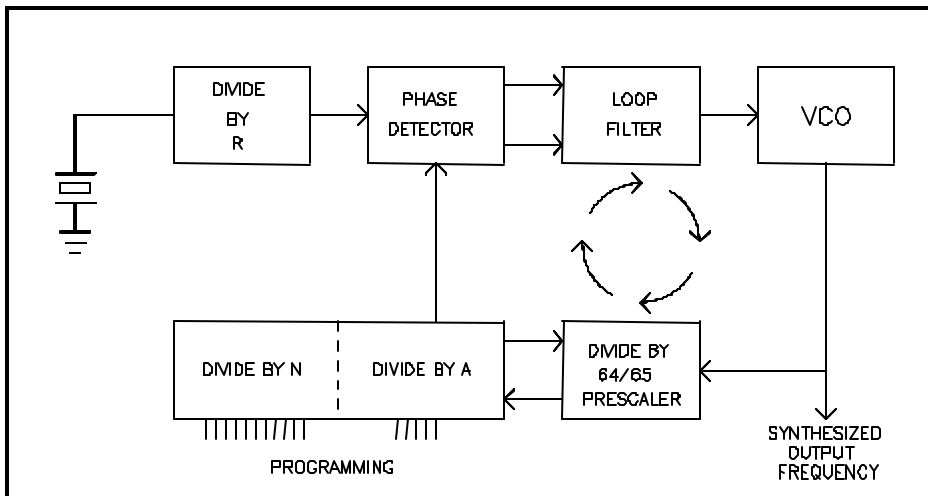 DIVIDE
BY
R
PHASE
DETECTOR
LOOP
FILTER
VCO
DIVIDE BY N
DIVIDE BY A
DIVIDE BY
64/65
PRESCALER
PROGRAMMING
SYNTHESIZED
OUTPUT
FREQUENCY